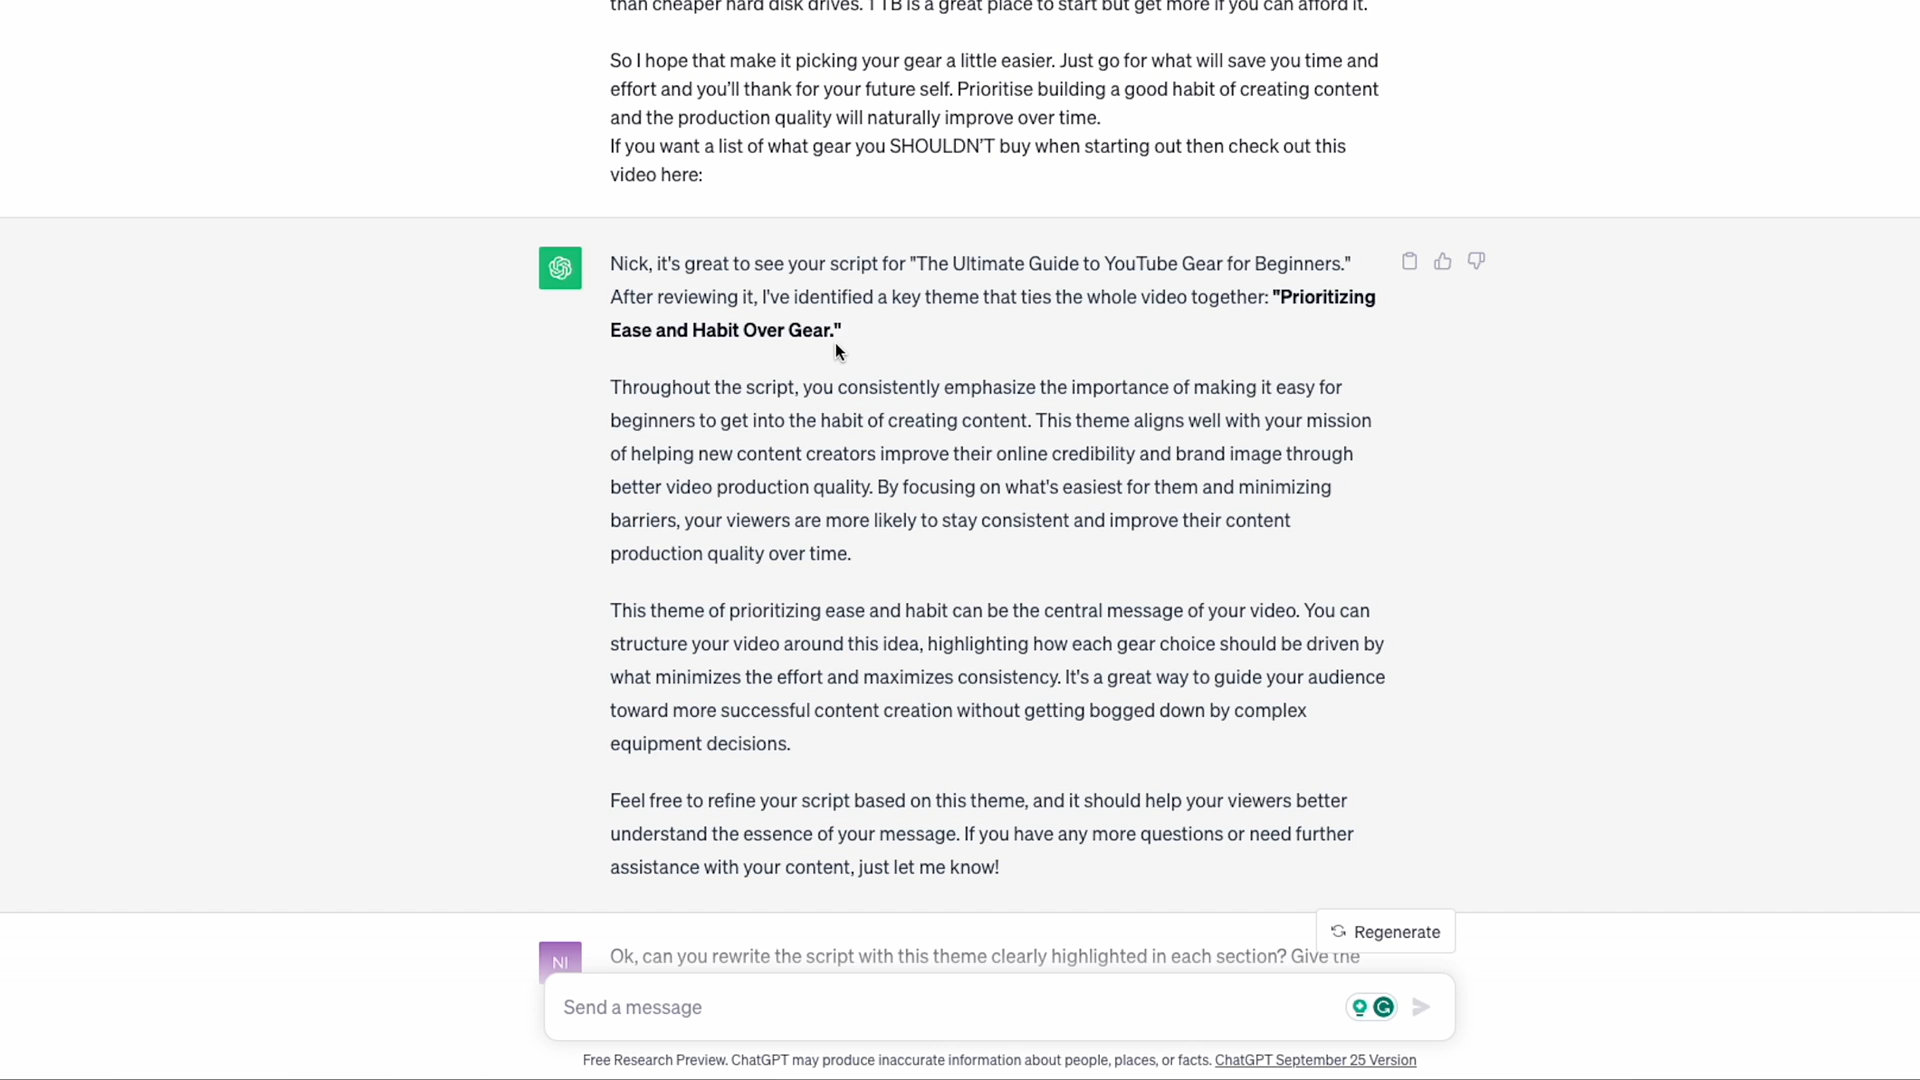 than cheaper hard disk drives. 1 TB is a great place to start but get more if you can afford it.
So I hope that make it picking your gear a little easier. Just go for what will save you time and
effort and you’ll thank for your future self. Prioritise building a good habit of creating content
and the production quality will naturally improve over time.
If you want a list of what gear you SHOULDN’T buy when starting out then check out this
video here:
Nick, it's great to see your script for "The Ultimate Guide to YouTube Gear for Beginners."
After reviewing it, I've identified a key theme that ties the whole video together: "Prioritizing
Ease and Habit Over Gear."
Throughout the script, you consistently emphasize the importance of making it easy for
beginners to get into the habit of creating content. This theme aligns well with your mission
of helping new content creators improve their online credibility and brand image through
better video production quality. By focusing on what's easiest for them and minimizing
barriers, your viewers are more likely to stay consistent and improve their content
production quality over time.
This theme of prioritizing ease and habit can be the central message of your video. You can
structure your video around this idea, highlighting how each gear choice should be driven by
what minimizes the effort and maximizes consistency. It's a great way to guide your audience
toward more successful content creation without getting bogged down by complex
equipment decisions.
Feel free to refine your script based on this theme, and it should help your viewers better
understand the essence of your message. If you have any more questions or need further
assistance with your content, just let me know!
Regenerate
NI
Ok, can you rewrite the script with this theme clearly highlighted in each section? Give the
Send a message
Free Research Preview. ChatGPT may produce inaccurate information about people, places, or facts. ChatGPT September 25 Version